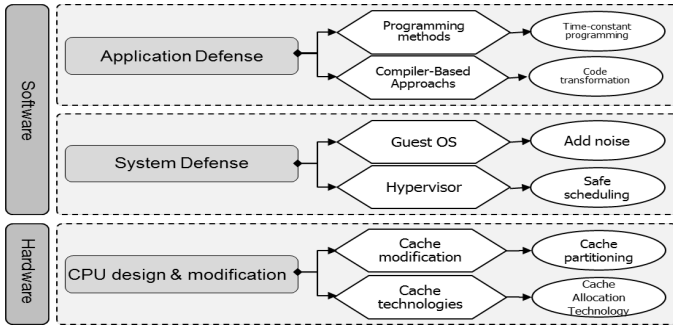 Software
Application Defense
Programming
methods
Time-constant
programming
Compiler-Based
Approachs
Code
transformation
System Defense
Guest OS
Add noise
Hypervisor
Safe
scheduling
Hardware
CPU design & modification
Cache
modification
Cache
partitioning
Cache
technologies
Cache
Allocation
Technology